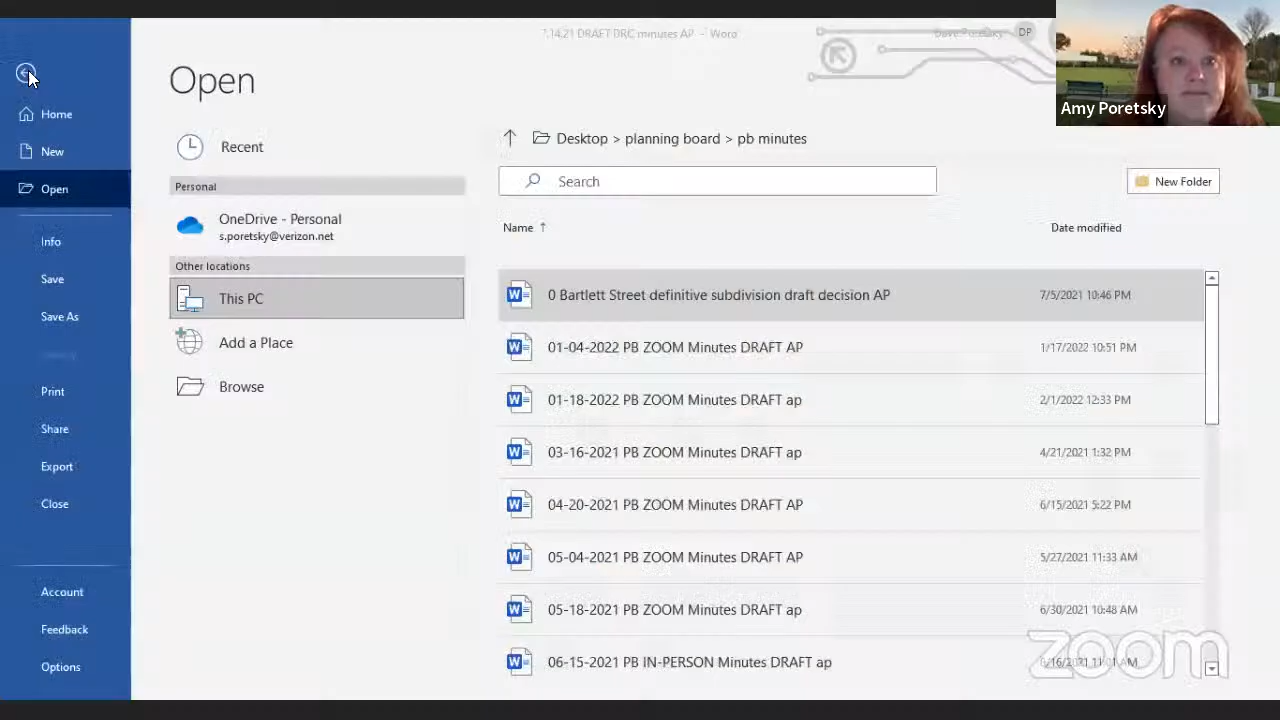 7.14.21 DRAFT DRC minutes AP - Word
DP
Amy Poretsky
Home
New
Open
Info
Save
Save As
Print
Share
Export
Close
Account
Feedback
Options
Open
Recent
Personal
OneDrive - Personal
s.poretsky@verizon.net
Other locations
This PC
Add a Place
Browse
Desktop > planning board > pb minutes
Search
New Folder
Name ↑
Date modified
0 Bartlett Street definitive subdivision draft decision AP 7/5/2021 10:46 PM
01-04-2022 PB ZOOM Minutes DRAFT AP 1/17/2022 10:51 PM
01-18-2022 PB ZOOM Minutes DRAFT ap 2/1/2022 12:33 PM
03-16-2021 PB ZOOM Minutes DRAFT ap 4/21/2021 1:32 PM
04-20-2021 PB ZOOM Minutes DRAFT AP 6/15/2021 5:22 PM
05-04-2021 PB ZOOM Minutes DRAFT AP 5/27/2021 11:33 AM
05-18-2021 PB ZOOM Minutes DRAFT ap 6/30/2021 10:48 AM
06-15-2021 PB IN-PERSON Minutes DRAFT ap 8/16/2021 11:01 AM
zoom